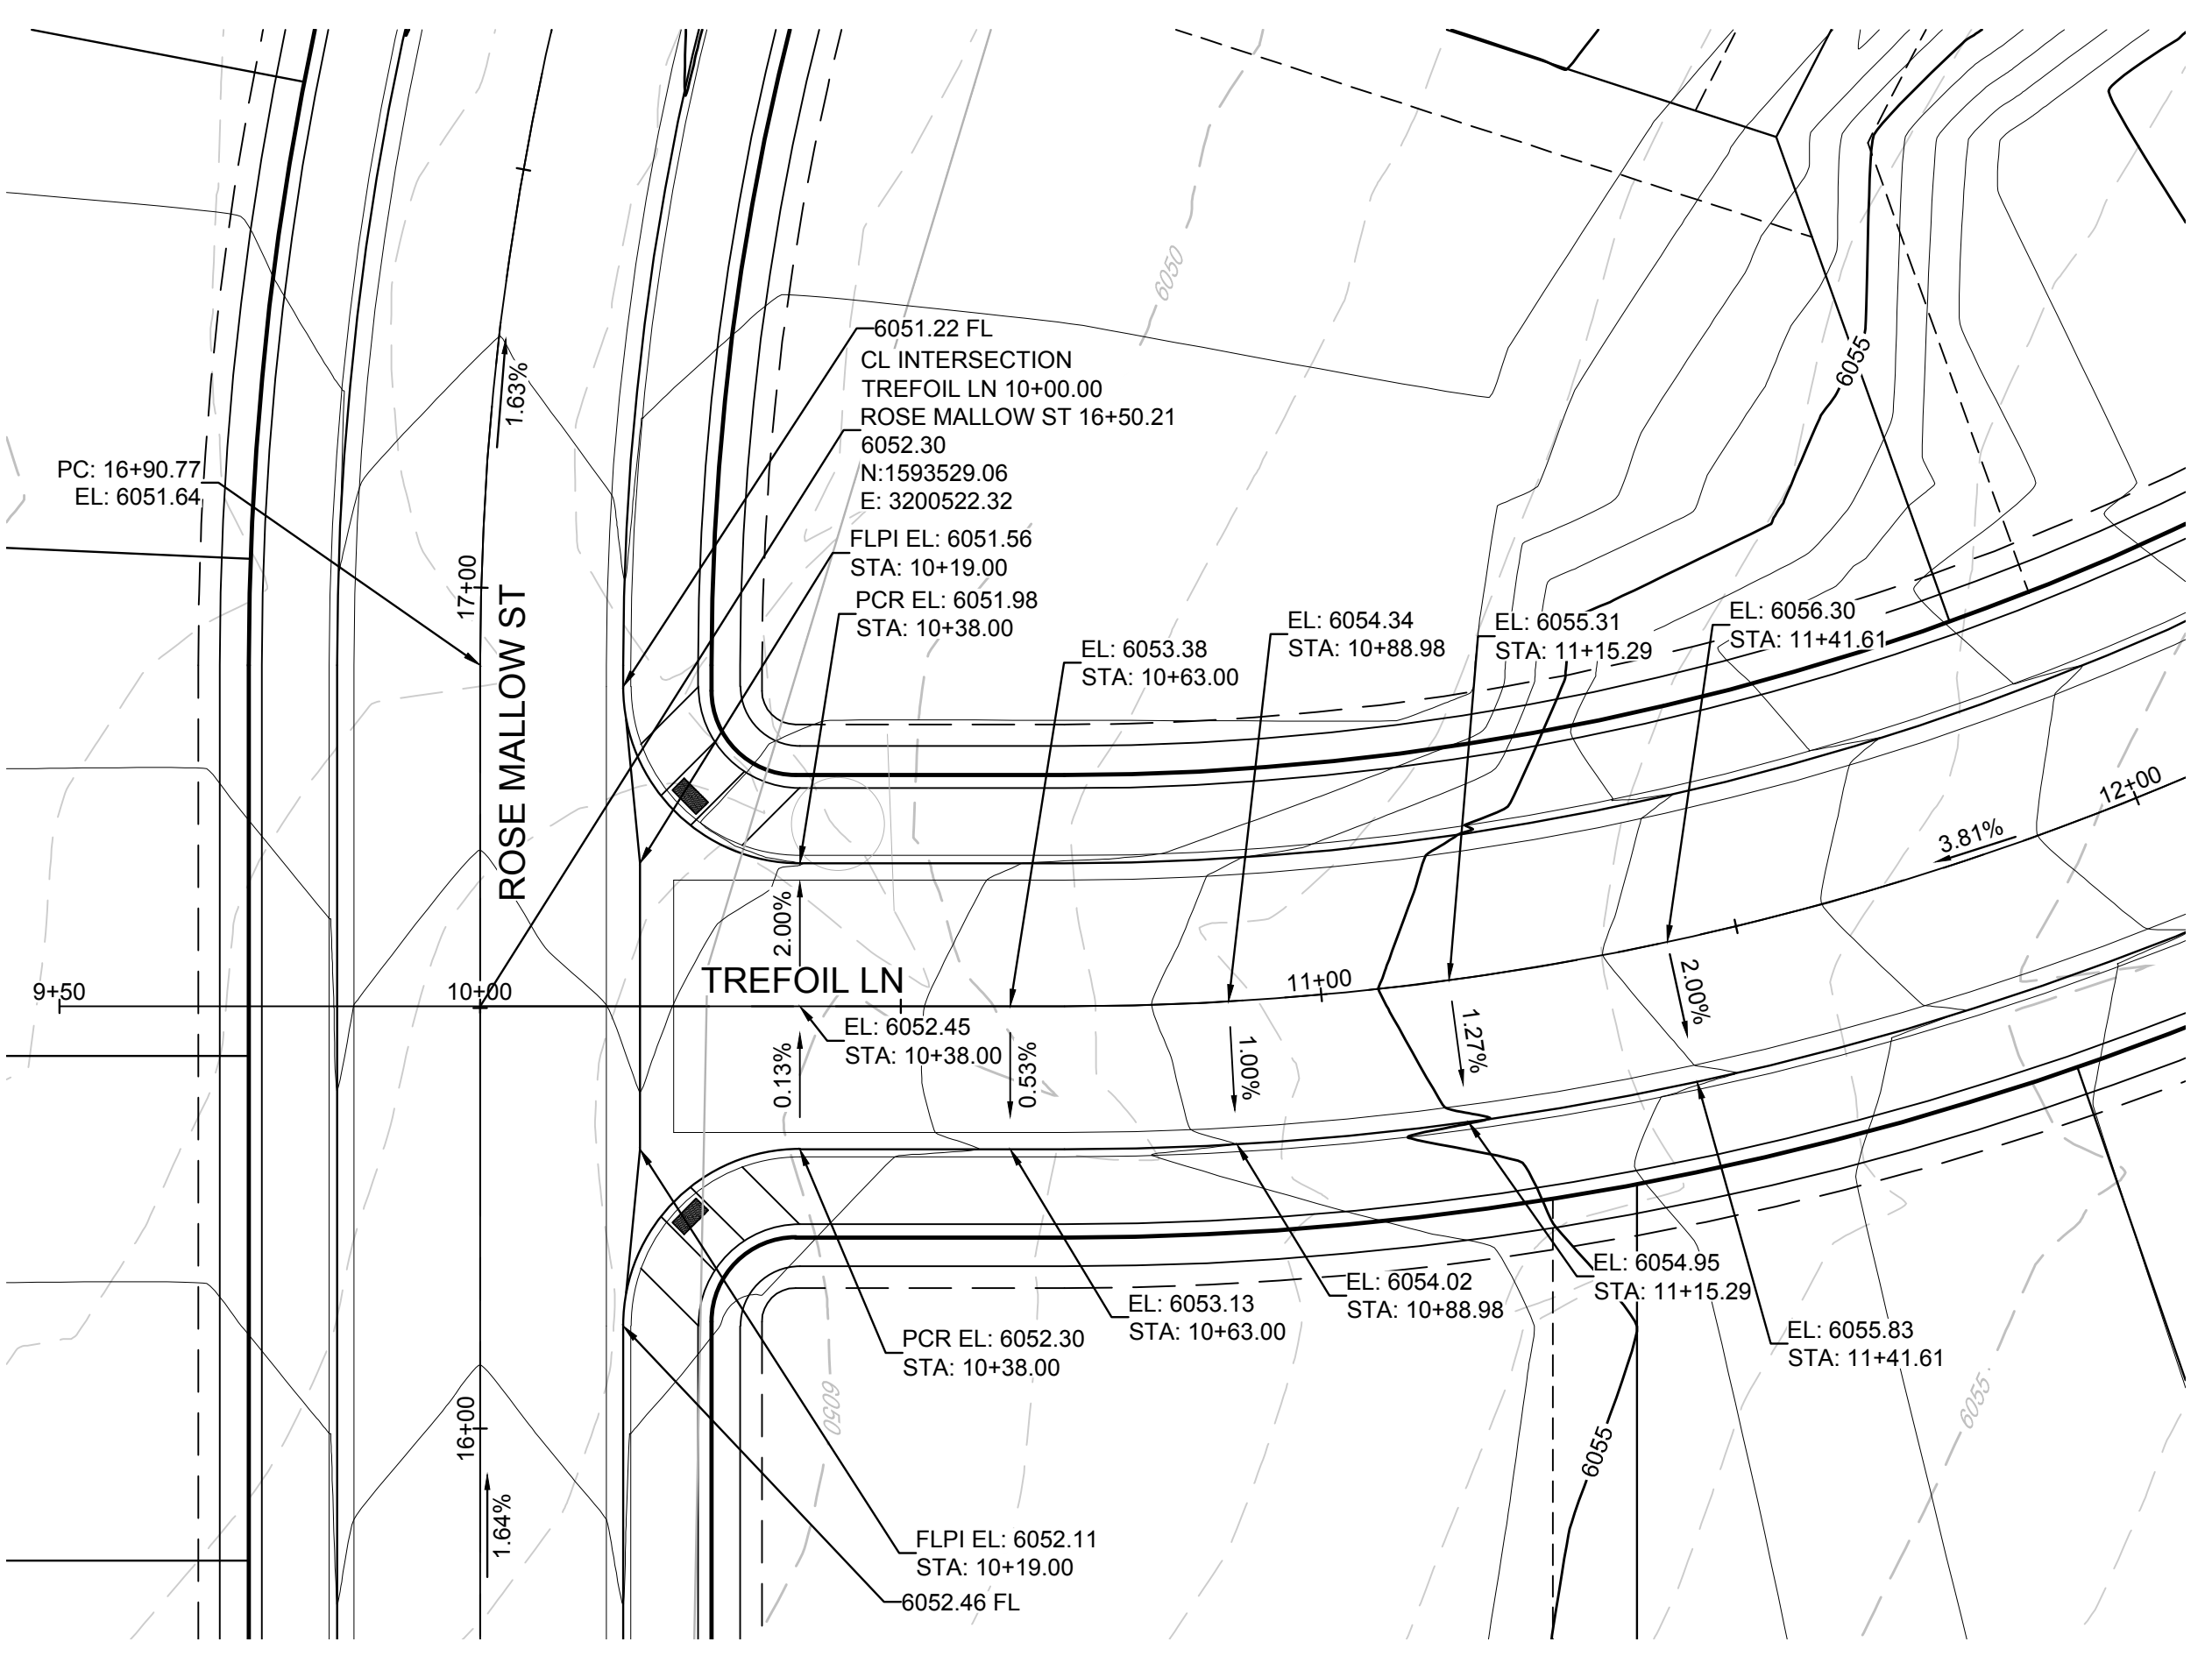 6050
6051.22 FL
CL INTERSECTION
TREFOIL LN 10+00.00
ROSE MALLOW ST 16+50.21
6052.30
N:1593529.06
E: 3200522.32
1.63%
6055
PC: 16+90.77
EL: 6051.64
FLPI EL: 6051.56
STA: 10+19.00
PCR EL: 6051.98
STA: 10+38.00
17+00
ROSE MALLOW ST
EL: 6053.38
STA: 10+63.00
EL: 6054.34
STA: 10+88.98
EL: 6055.31
STA: 11+15.29
EL: 6056.30
STA: 11+41.61
12+00
3.81%
2.00%
TREFOIL LN
9+50
10+00
11+00
2.00%
EL: 6052.45
STA: 10+38.00
0.13%
0.53%
1.00%
1.27%
EL: 6054.95
STA: 11+15.29
EL: 6054.02
STA: 10+88.98
EL: 6053.13
STA: 10+63.00
EL: 6055.83
STA: 11+41.61
PCR EL: 6052.30
STA: 10+38.00
6050
6055
6055
16+00
1.64%
FLPI EL: 6052.11
STA: 10+19.00
6052.46 FL